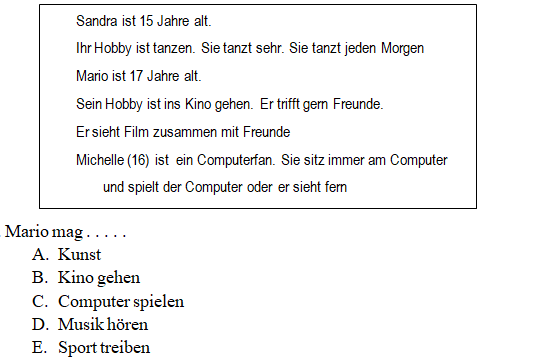 Sandra ist 15 Jahre alt.
Ihr Hobby ist tanzen. Sie tanzt sehr. Sie tanzt jeden Morgen
Mario ist 17 Jahre alt.
Sein Hobby ist ins Kino gehen. Er trifft gern Freunde.
Er sieht Film zusammen mit Freunde
Michelle (16) ist ein Computerfan. Sie sitz immer am Computer
und spielt der Computer oder er sieht fern
Mario mag . . . . .
A. Kunst
B. Kino gehen
C. Computer spielen
D. Musik hören
E. Sport treiben